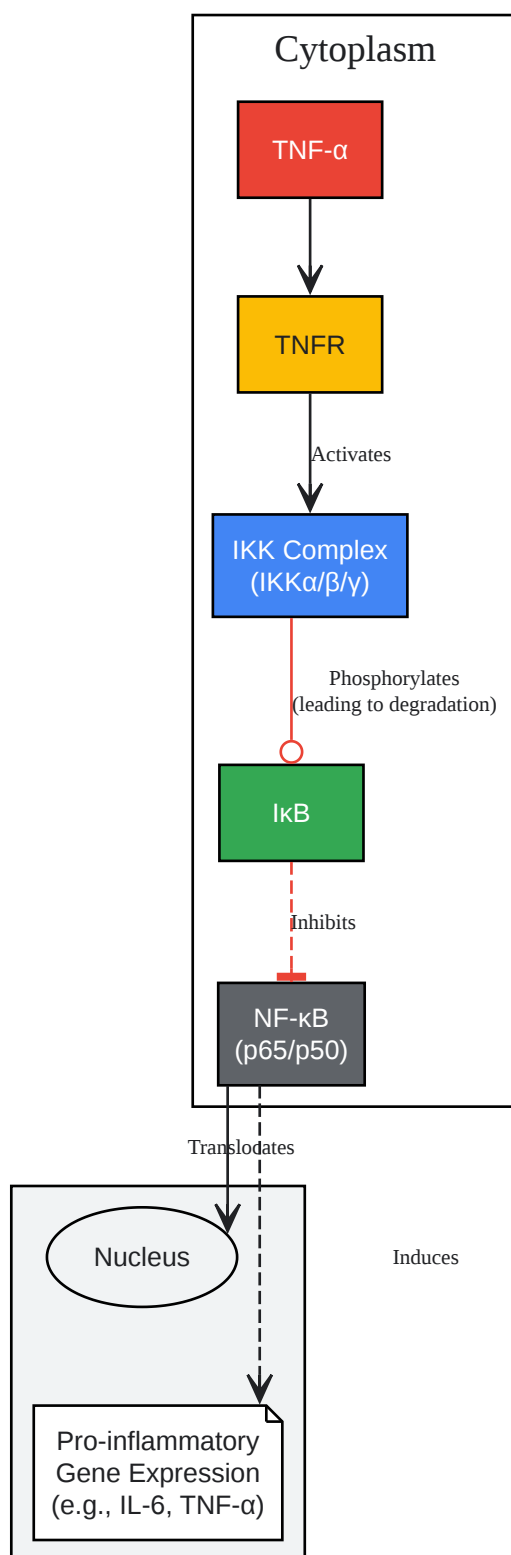 Cytoplasm
TNF-α
TNFR
Activates
IKK Complex
(IKKα/β/γ)
Phosphorylates
(leading to degradation)
IκB
Inhibits
NF-κB
(p65/p50)
Translocates
Nucleus
Induces
Pro-inflammatory
Gene Expression
(e.g., IL-6, TNF-α)